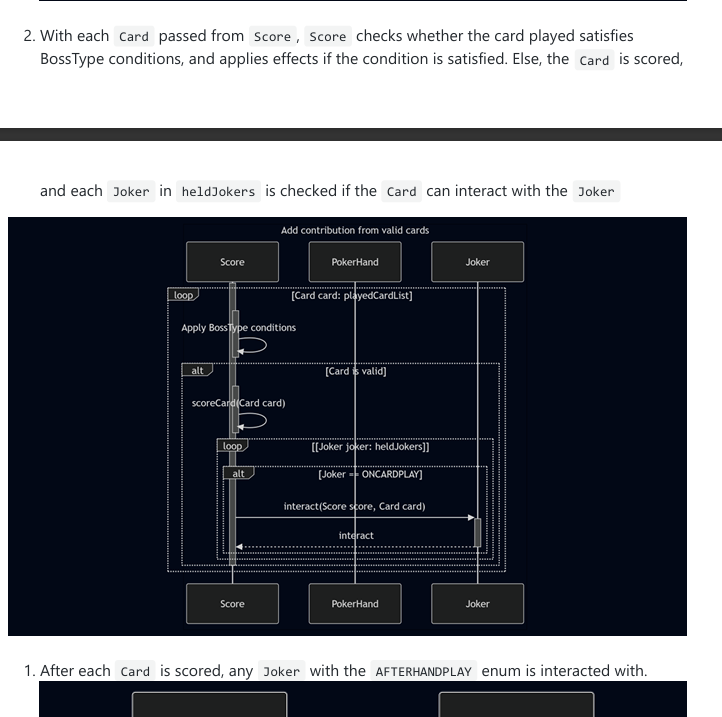 2. With each Card passed from Score, Score checks whether the card played satisfies
BossType conditions, and applies effects if the condition is satisfied. Else, the Card is scored,
and each Joker in heldJokers is checked if the Card can interact with the Joker
Add contribution from valid cards
Score PokerHand Joker
loop [Card card: playedCardList]
Apply BossType conditions
alt [Card is valid]
scoreCard(Card card)
loop [[Joker joker: heldJokers]]
alt [Joker == ONCARDPLAY]
interact(Score score, Card card)
interact
Score PokerHand Joker
1. After each Card is scored, any Joker with the AFTERHANDPLAY enum is interacted with.